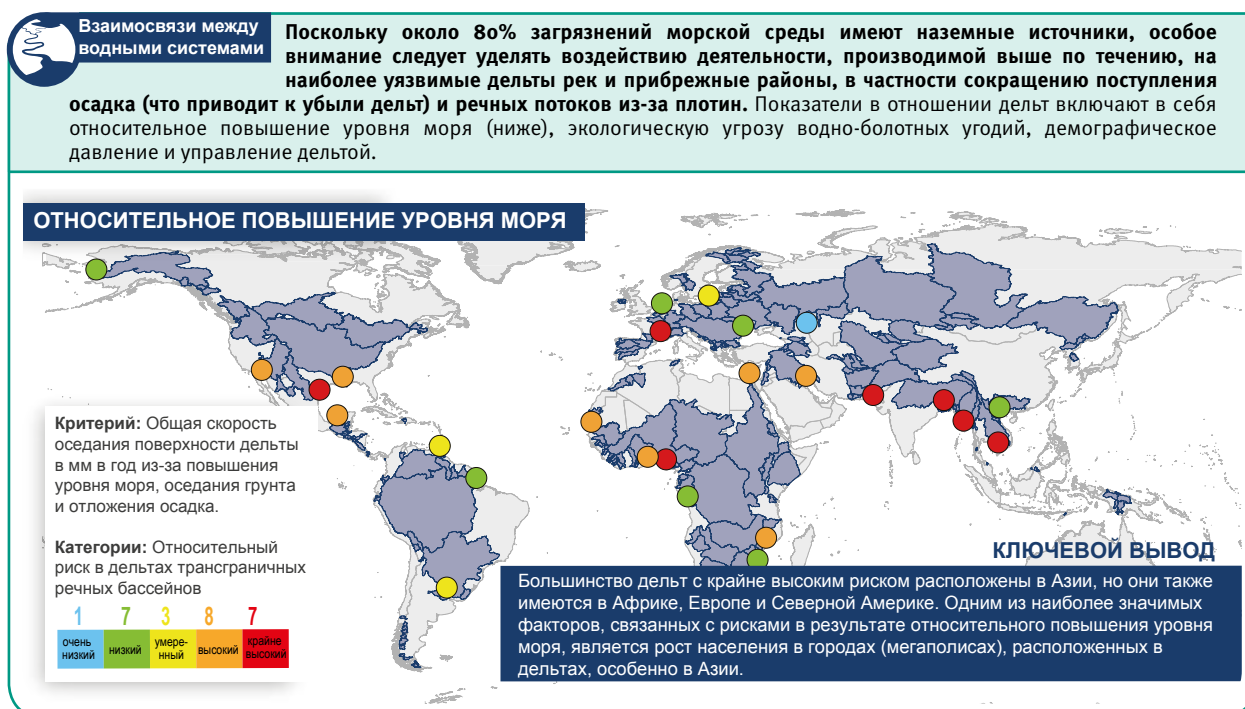 Взаимосвязи между
водными системами
Поскольку около 80% загрязнений морской среды имеют наземные источники, особое
внимание следует уделять воздействию деятельности, производимой выше по течению, на
наиболее уязвимые дельты рек и прибрежные районы, в частности сокращению поступления
осадка (что приводит к убыли дельт) и речных потоков из-за плотин. Показатели в отношении дельт включают в себя
относительное повышение уровня моря (ниже), экологическую угрозу водно-болотных угодий, демографическое
давление и управление дельтой.
ОТНОСИТЕЛЬНОЕ ПОВЫШЕНИЕ УРОВНЯ МОРЯ
Критерий: Общая скорость
оседания поверхности дельты
в мм в год из-за повышения
уровня моря, оседания грунта
и отложения осадка.
Категории: Относительный
риск в дельтах трансграничных
речных бассейнов
1 7 3 8 7
очень низкий
низкий
умере-нный
высокий
крайне высокий
КЛЮЧЕВОЙ ВЫВОД
Большинство дельт с крайне высоким риском расположены в Азии, но они также
имеются в Африке, Европе и Северной Америке. Одним из наиболее значимых
факторов, связанных с рисками в результате относительного повышения уровня
моря, является рост населения в городах (мегаполисах), расположенных в
дельтах, особенно в Азии.